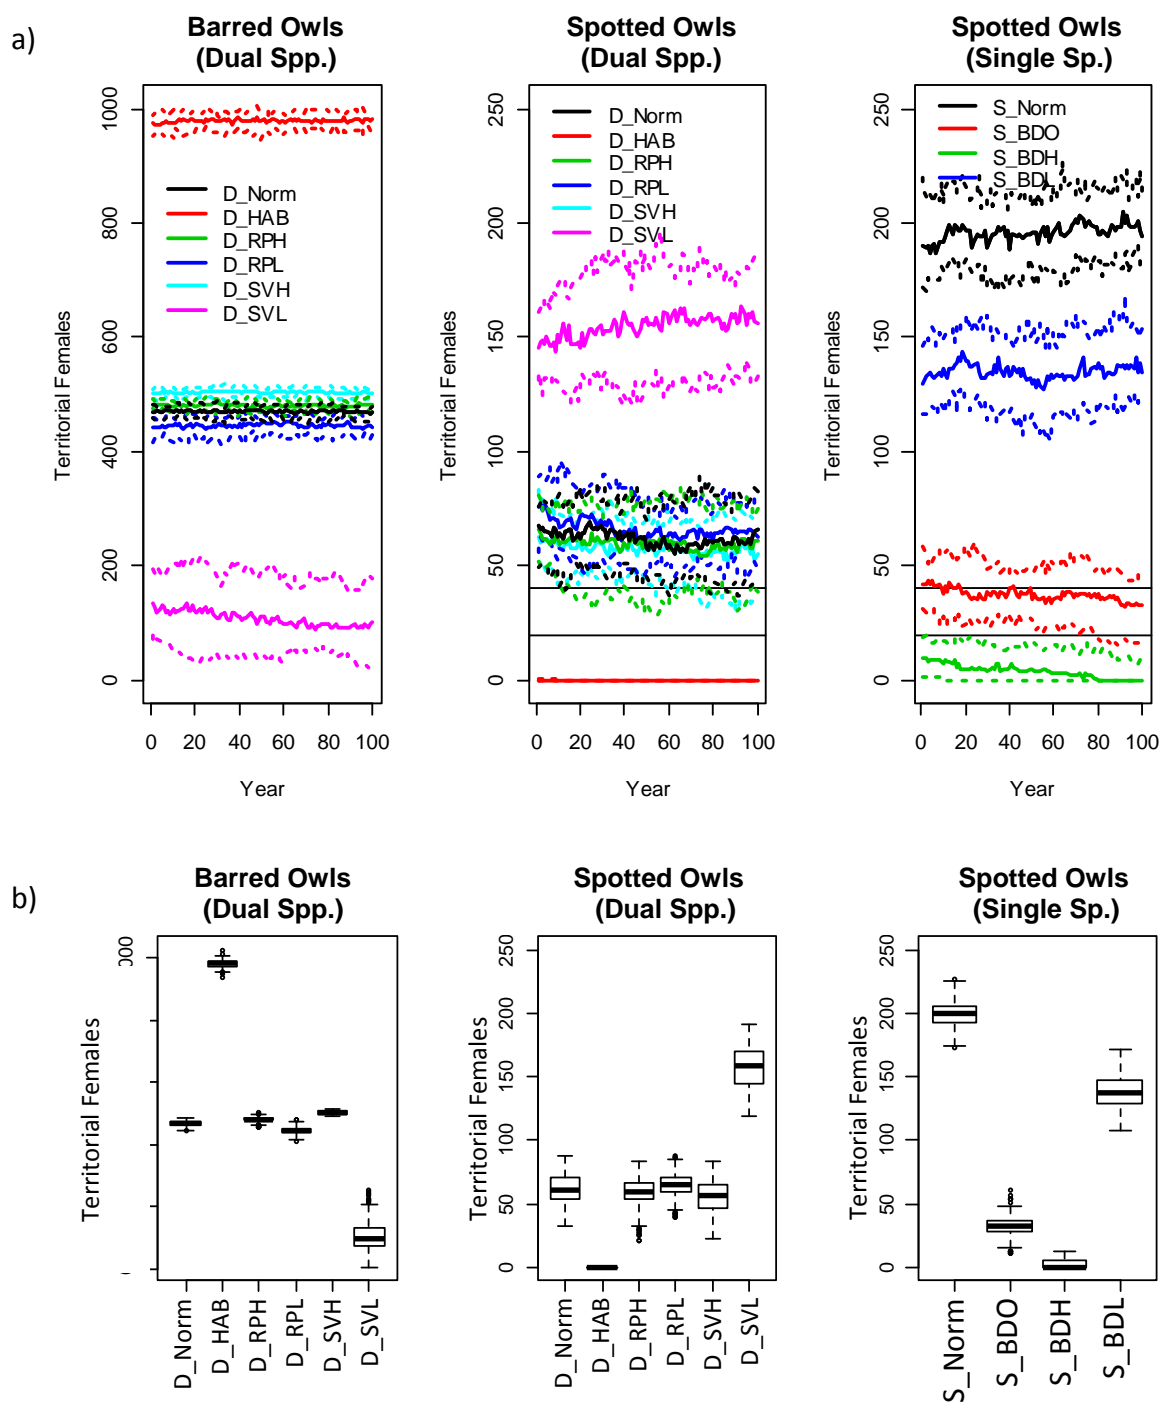 a)
Barred Owls
(Dual Spp.)
Spotted Owls
(Dual Spp.)
Spotted Owls
(Single Sp.)
Territorial Females
0
200
400
600
800
1000
D_Norm
D_HAB
D_RPH
D_RPL
D_SVH
D_SVL
0 20 40 60 80 100
Year
Territorial Females
0
50
100
150
200
250
D_Norm
D_HAB
D_RPH
D_RPL
D_SVH
D_SVL
0 20 40 60 80 100
Year
Territorial Females
0
50
100
150
200
250
S_Norm
S_BDO
S_BDH
S_BDL
0 20 40 60 80 100
Year
b)
Barred Owls
(Dual Spp.)
Spotted Owls
(Dual Spp.)
Spotted Owls
(Single Sp.)
Territorial Females
D_Norm
D_HAB
D_RPH
D_RPL
D_SVH
D_SVL
Territorial Females
0
50
100
150
200
250
D_Norm
D_HAB
D_RPH
D_RPL
D_SVH
D_SVL
Territorial Females
0
50
100
150
200
250
S_Norm
S_BDO
S_BDH
S_BDL